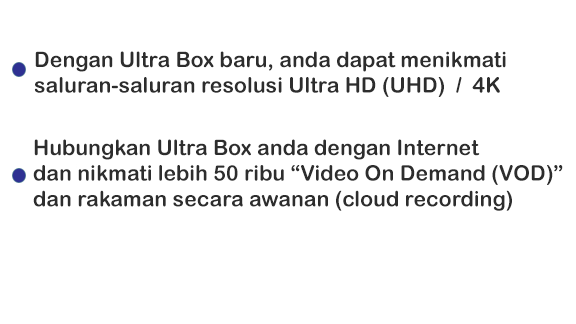 Dengan Ultra Box baru, anda dapat menikmati
saluran-saluran resolusi Ultra HD (UHD)  /  4K
Hubungkan Ultra Box anda dengan Internet
dan nikmati lebih 50 ribu “Video On Demand (VOD)”
dan rakaman secara awanan (cloud recording)